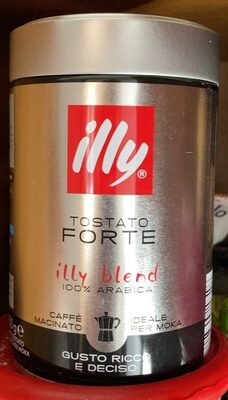 illy
TOSTATO
FORTE
illy blend
100% ARABICA
CAFFÈ
MACINATO
IDEALE
PER MOKA
GUSTO RICCO
E DECISO